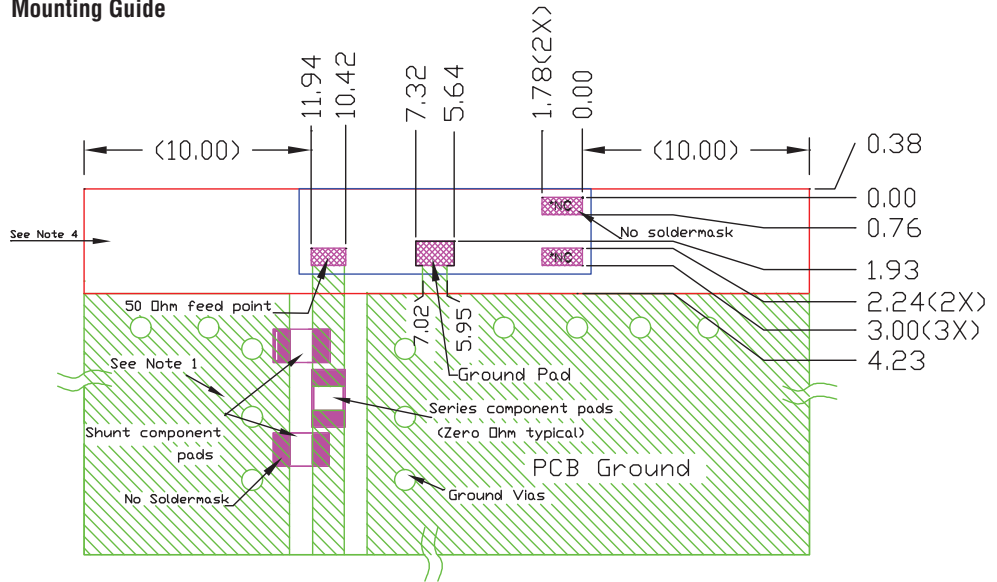 Mounting Guide
11.94
10.42
7.32
5.64
1.78(2X)
0.00
(10.00)
(10.00)
0.38
0.00
0.76
1.93
2.24(2X)
3.00(3X)
4.23
*NC
No soldermask
*NC
See Note 4
50 Ohm feed point
7.02
5.95
See Note 1
Ground Pad
Series component pads
(Zero Ohm typical)
Shunt component
pads
PCB Ground
No Soldermask
Ground Vias